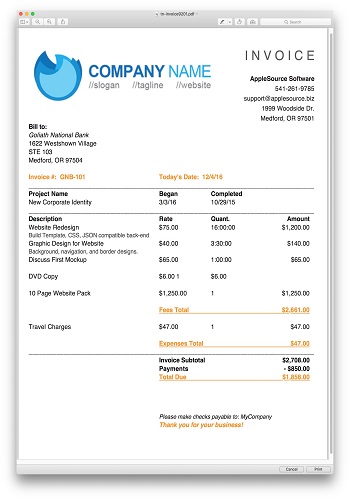 tm-invoice9201.pdf
Search
COMPANY NAME
//slogan //tagline //website
INVOICE
AppleSource Software
541-261-9785
support@applesource.biz
1999 Woodside Dr.
Medford, OR 97501
Bill to:
Goliath National Bank
1622 Westshown Village
STE 103
Medford, OR 97504
Invoice #: GNB-101 Today's Date: 12/4/16
Project Name Began Completed
New Corporate Identity 3/3/16 10/29/15
Description Rate Quant. Amount
Website Redesign $75.00 16:00:00 $1,200.00
Build Template, CSS, JSON compatible back-end
Graphic Design for Website $40.00 3:30:00 $140.00
Background, navigation, and border designs.
Discuss First Mockup $65.00 1:00:00 $65.00
DVD Copy $6.00 1 $6.00
10 Page Website Pack $1,250.00 1 $1,250.00
Fees Total $2,661.00
Travel Charges $47.00 1 $47.00
Expenses Total $47.00
Invoice Subtotal $2,708.00
Payments - $850.00
Total Due $1,858.00
Please make checks payable to: MyCompany
Thank you for your business!
Cancel Print